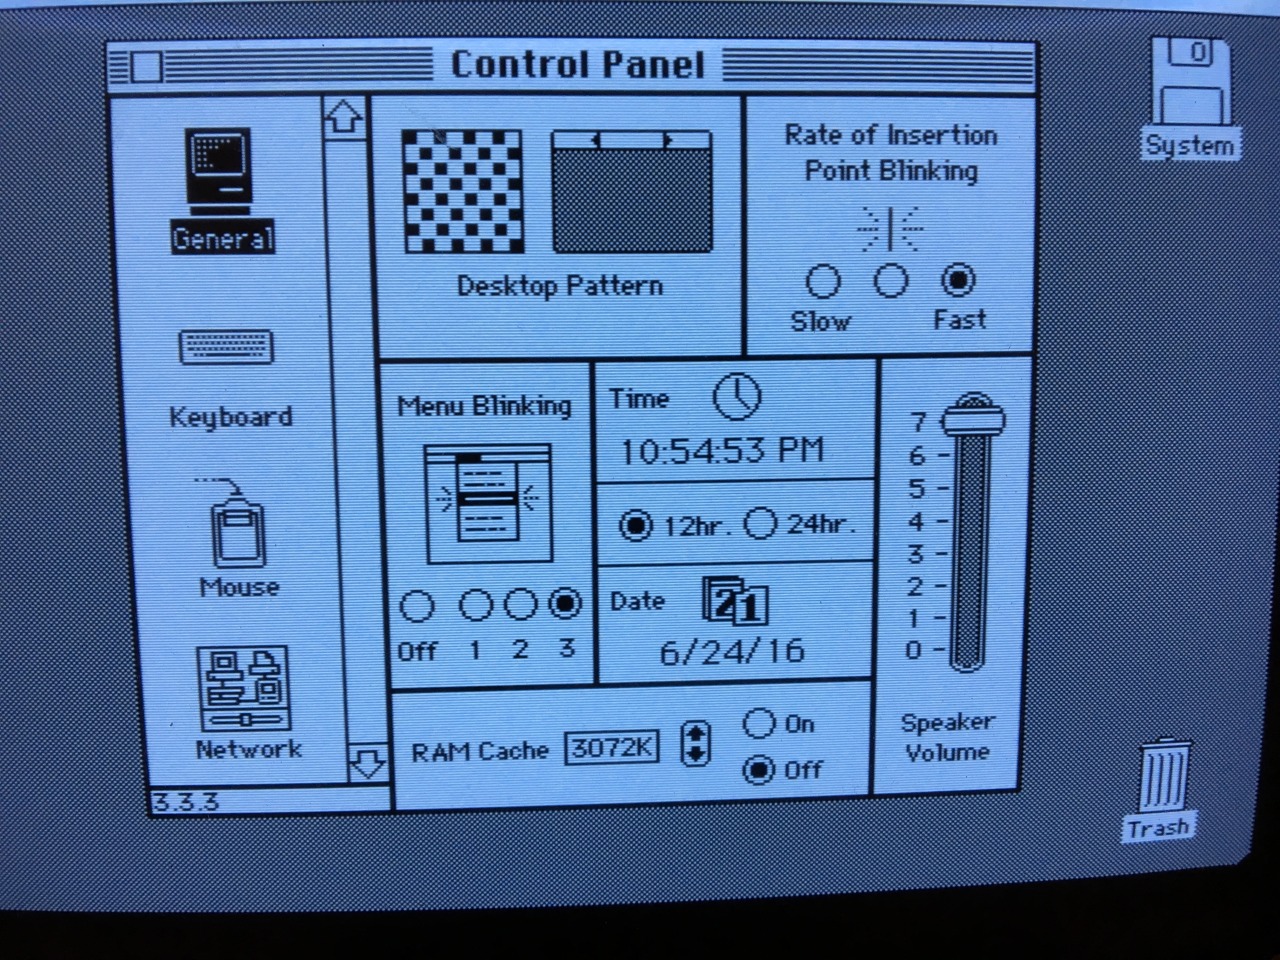 Control Panel
System
General
Keyboard
Mouse
Network
3.3.3
Desktop Pattern
Rate of Insertion
Point Blinking
Slow
Fast
Menu Blinking
Off 1 2 3
Time
10:54:53 PM
12hr. 24hr.
Date
21
6/24/16
RAM Cache 3072K
On
Off
7
6
5
4
3
2
1
0
Speaker
Volume
Trash